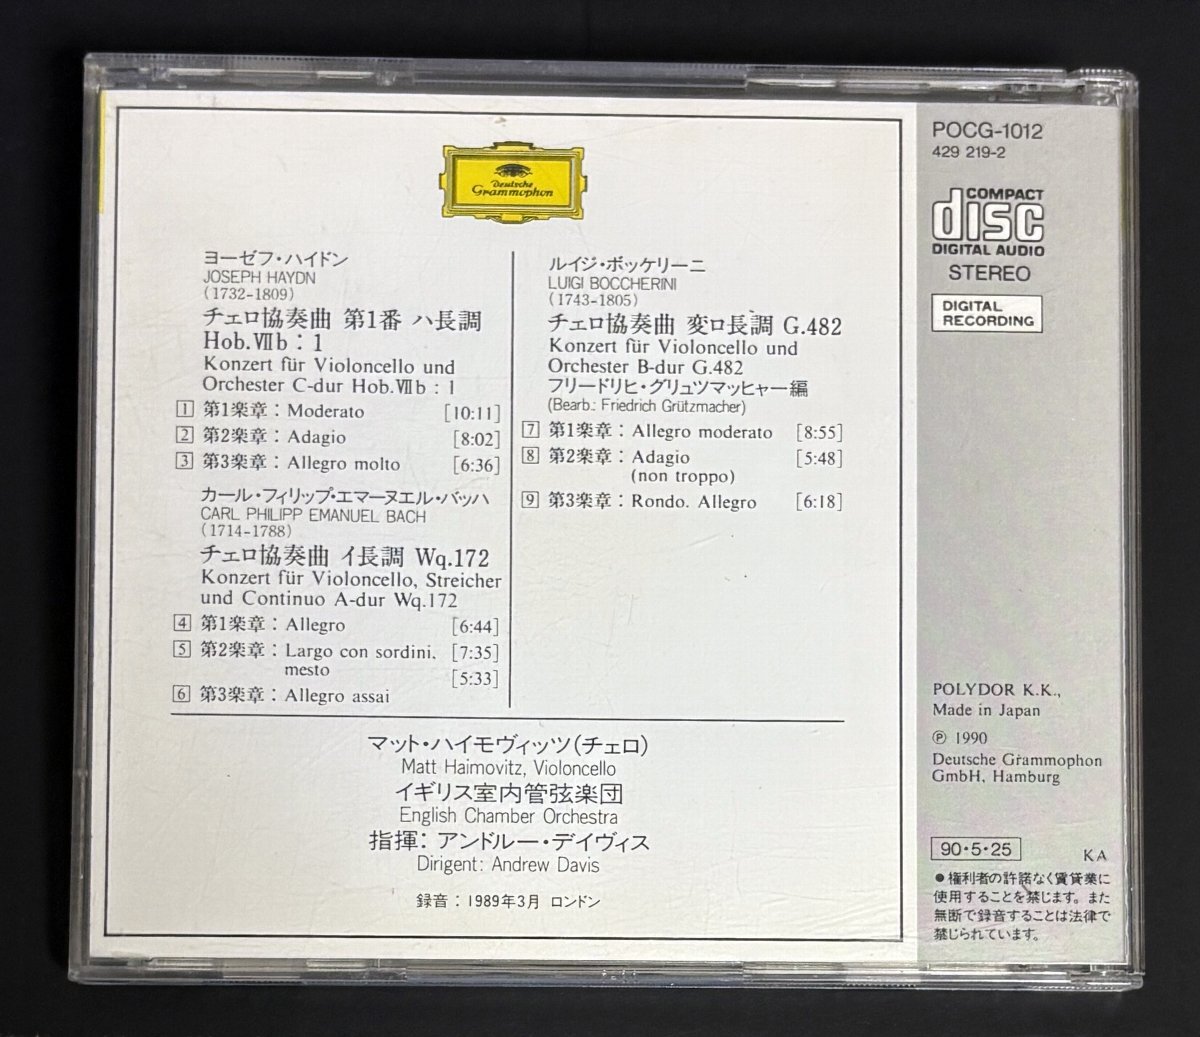 Deutsche
Grammophon
ヨーゼフ・ハイドン
JOSEPH HAYDN
(1732-1809)
チェロ協奏曲 第1番 ハ長調
Hob.Ⅶb：1
Konzert für Violoncello und
Orchester C-dur Hob.Ⅶb：1
1 第1楽章：Moderato [10:11]
2 第2楽章：Adagio [8:02]
3 第3楽章：Allegro molto [6:36]
カール・フィリップ・エマーヌエル・バッハ
CARL PHILIPP EMANUEL BACH
(1714-1788)
チェロ協奏曲 イ長調 Wq.172
Konzert für Violoncello, Streicher
und Continuo A-dur Wq.172
4 第1楽章：Allegro [6:44]
5 第2楽章：Largo con sordini, [7:35]
mesto [5:33]
6 第3楽章：Allegro assai
ルイジ・ボッケリーニ
LUIGI BOCCHERINI
(1743-1805)
チェロ協奏曲 変ロ長調 G.482
Konzert für Violoncello und
Orchester B-dur G.482
フリードリヒ・グリュツマッヒャー編
(Bearb.: Friedrich Grützmacher)
7 第1楽章：Allegro moderato [8:55]
8 第2楽章：Adagio [5:48]
(non troppo)
9 第3楽章：Rondo. Allegro [6:18]
マット・ハイモヴィッツ(チェロ)
Matt Haimovitz, Violoncello
イギリス室内管弦楽団
English Chamber Orchestra
指揮：アンドルー・デイヴィス
Dirigent: Andrew Davis
録音：1989年3月 ロンドン
POCG-1012
429 219-2
COMPACT
disc
DIGITAL AUDIO
STEREO
DIGITAL
RECORDING
POLYDOR K.K.,
Made in Japan
℗ 1990
Deutsche Grammophon
GmbH, Hamburg
90・5・25
KA
●権利者の許諾なく賃貸業に
使用することを禁じます。また
無断で録音することは法律で
禁じられています。